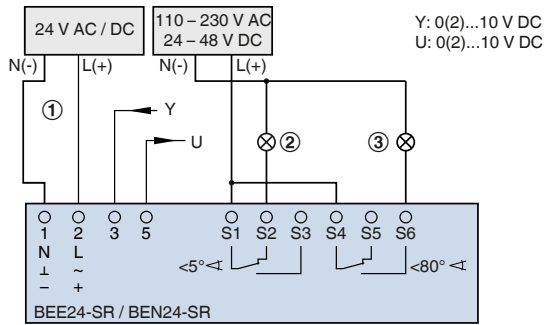 24 V AC / DC
110 – 230 V AC
24 – 48 V DC
Y: 0(2)...10 V DC
U: 0(2)...10 V DC
N(-) L(+) N(-) L(+)
① Y
U ② ③
1 2 3 5 S1 S2 S3 S4 S5 S6
N L
⊥ ~ <5° <80°
– +
BEE24-SR / BEN24-SR